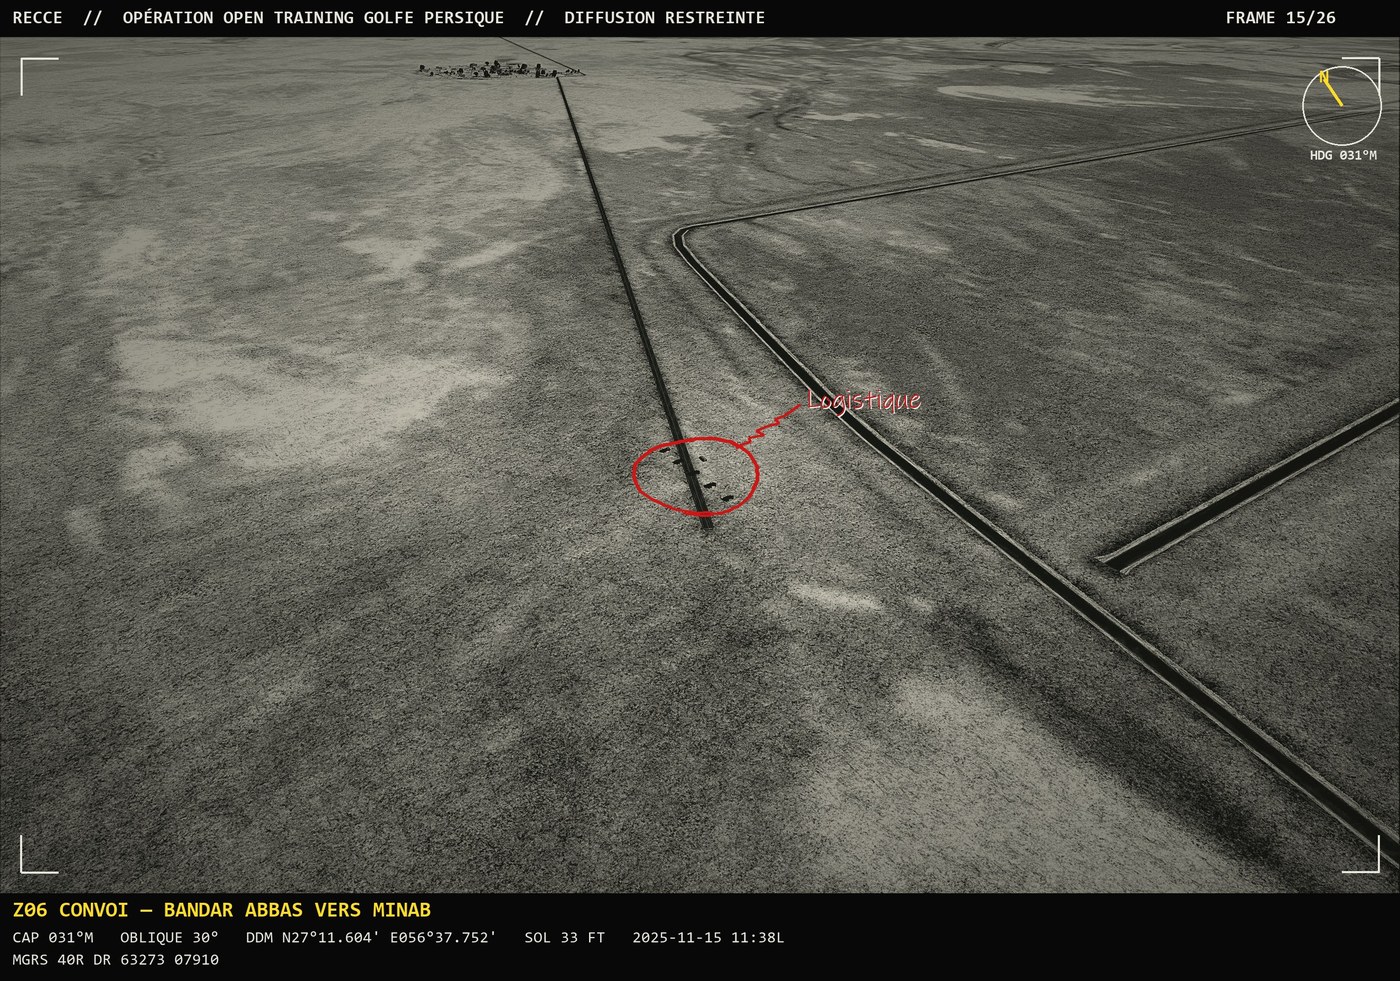 RECCE // OPÉRATION OPEN TRAINING GOLFE PERSIQUE // DIFFUSION RESTREINTE FRAME 15/26
N
HDG 031°M
Logistique
Z06 CONVOI — BANDAR ABBAS VERS MINAB
CAP 031°M OBLIQUE 30° DDM N27°11.604' E056°37.752' SOL 33 FT 2025-11-15 11:38L
MGRS 40R DR 63273 07910